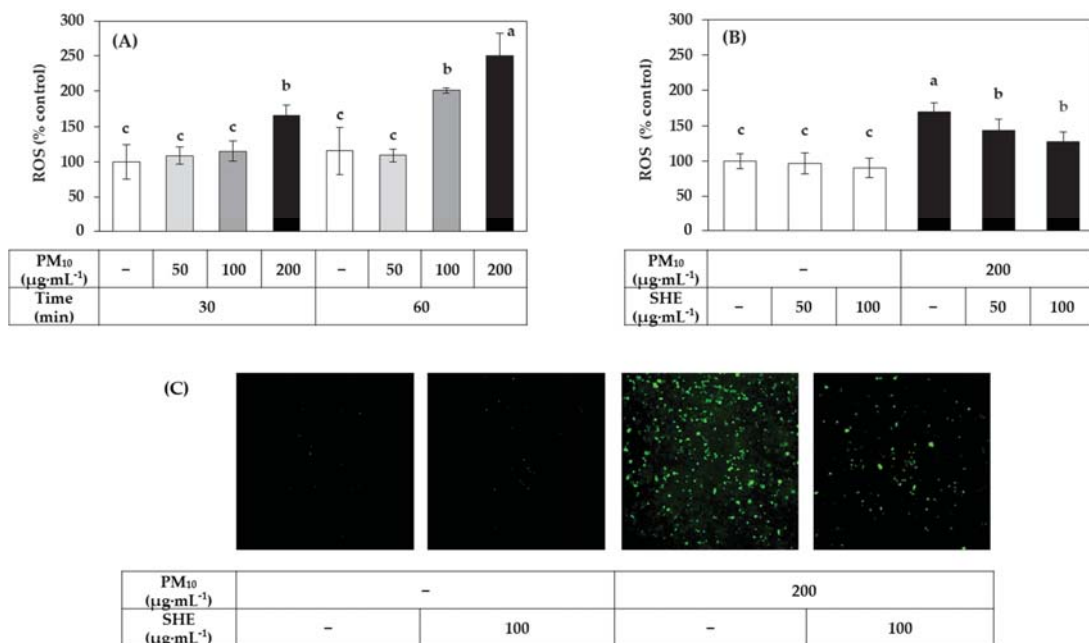 (A)
ROS (% control)
300
250
200
150
100
50
0
c c c b c c b a
PM₁₀ (µg·mL⁻¹) – 50 100 200 – 50 100 200
Time (min) 30 60
(B)
ROS (% control)
300
250
200
150
100
50
0
c c c a b b
PM₁₀ (µg·mL⁻¹) – 200
SHE (µg·mL⁻¹) – 50 100 – 50 100
(C)
PM₁₀ (µg·mL⁻¹) – 200
SHE (µg·mL⁻¹) – 100 – 100